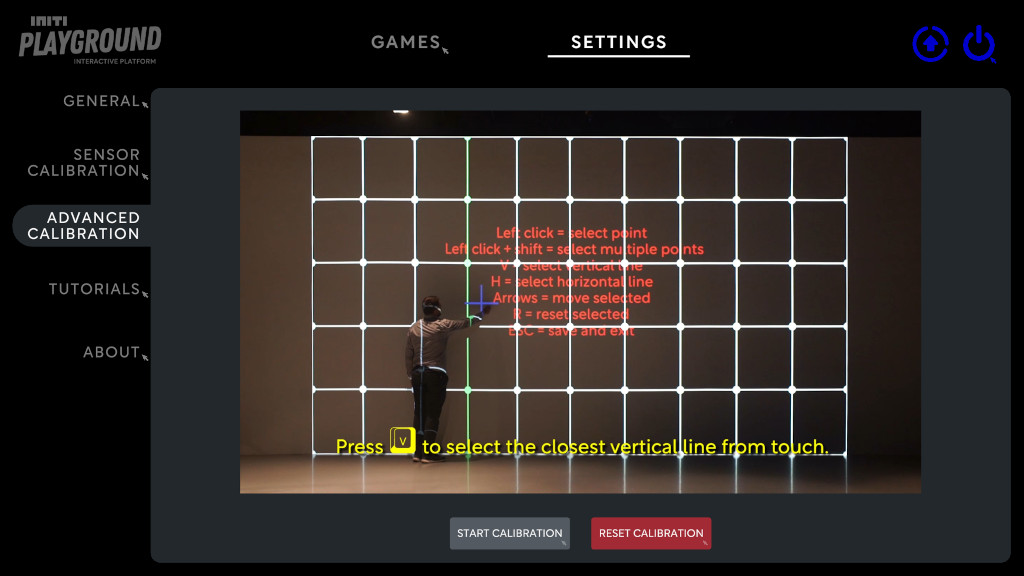 INITI
PLAYGROUND
INTERACTIVE PLATFORM
GAMES
SETTINGS
GENERAL
SENSOR
CALIBRATION
ADVANCED
CALIBRATION
TUTORIALS
ABOUT
Left click = select point
Left click + shift = select multiple points
V = select vertical line
H = select horizontal line
Arrows = move selected
R = reset selected
ESC = save and exit
Press V to select the closest vertical line from touch.
START CALIBRATION
RESET CALIBRATION